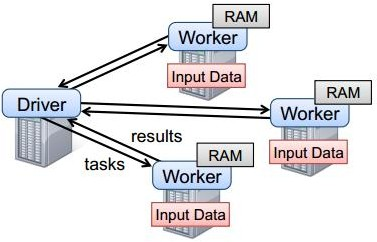 RAM
Worker
Input Data
RAM
Driver
Worker
results
Input Data
RAM
tasks
Worker
Input Data